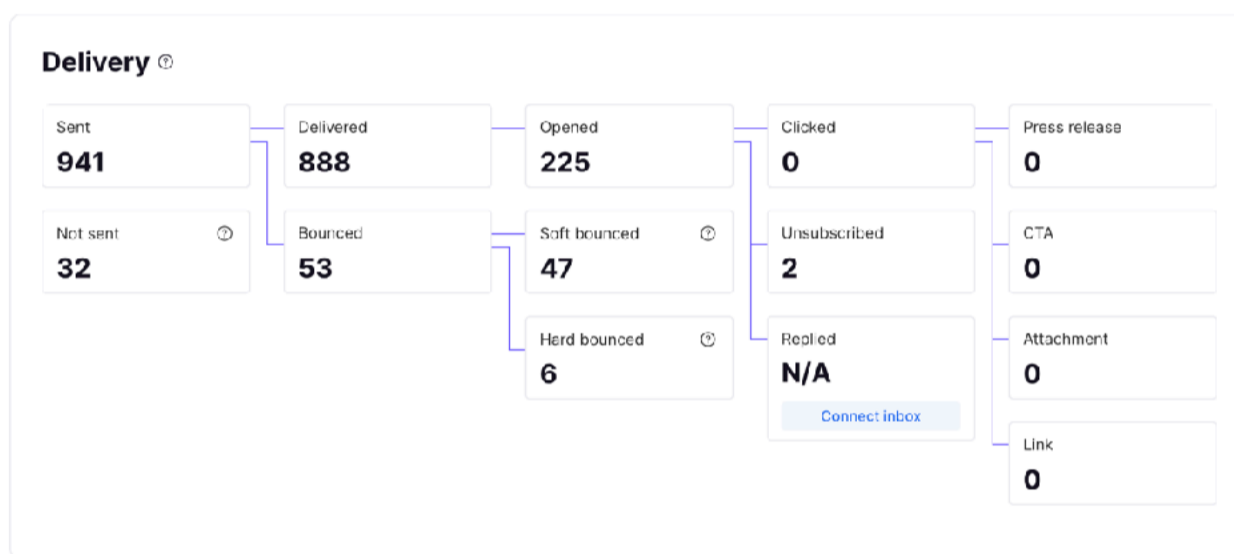 Delivery
Sent
941
Delivered
888
Opened
225
Clicked
0
Press release
0
Not sent
32
Bounced
53
Soft bounced
47
Unsubscribed
2
CTA
0
Hard bounced
6
Replied
N/A
Connect inbox
Attachment
0
Link
0